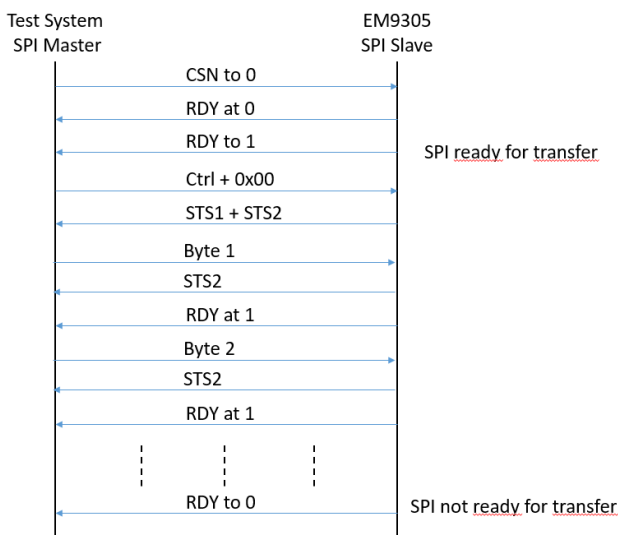 Test System
SPI Master
EM9305
SPI Slave
CSN to 0
RDY at 0
RDY to 1
SPI ready for transfer
Ctrl + 0x00
STS1 + STS2
Byte 1
STS2
RDY at 1
Byte 2
STS2
RDY at 1
RDY to 0
SPI not ready for transfer